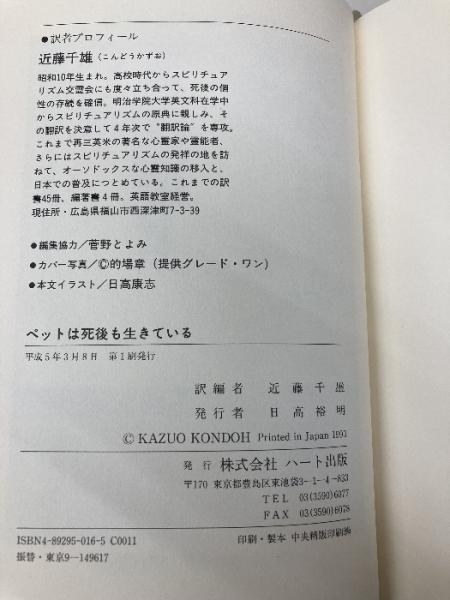 ●訳者プロフィール
近藤千雄(こんどうかずお)
昭和10年生まれ。高校時代からスピリチュア
リズム交霊会にも度々立ち合って、死後の個
性の存続を確信。明治学院大学英文科在学中
からスピリチュアリズムの原典に親しみ、そ
の翻訳を決意して4年次で“翻訳論”を専攻。
これまで再三英米の著名な心霊家や霊能者、
さらにはスピリチュアリズムの発祥の地を訪
ねて、オーソドックスな心霊知識の移入と、
日本での普及につとめている。これまでの訳
書45冊、編著書4冊。英語教室経営。
現住所・広島県福山市西深津町7-3-39
●編集協力/菅野とよみ
●カバー写真/©的場章(提供グレード・ワン)
●本文イラスト/日高康志
ペットは死後も生きている
平成5年3月8日 第1刷発行
訳編者 近藤千雄
発行者 日高裕明
© KAZUO KONDOH Printed in Japan 1993
発行 株式会社 ハート出版
〒170 東京都豊島区東池袋3-1-4-833
TEL 03(3590)6077
FAX 03(3590)6078
ISBN4-89295-016-5 C0011
振替・東京9-149617
印刷・製本 中央精版印刷㈱